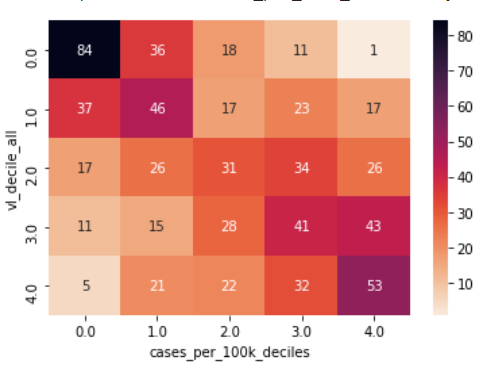 80
0.0 84 36 18 11 1
70
1.0 37 46 17 23 17
60
50
vl_decile_all
2.0 17 26 31 34 26
40
30
3.0 11 15 28 41 43
20
4.0 5 21 22 32 53
10
0.0 1.0 2.0 3.0 4.0
cases_per_100k_deciles